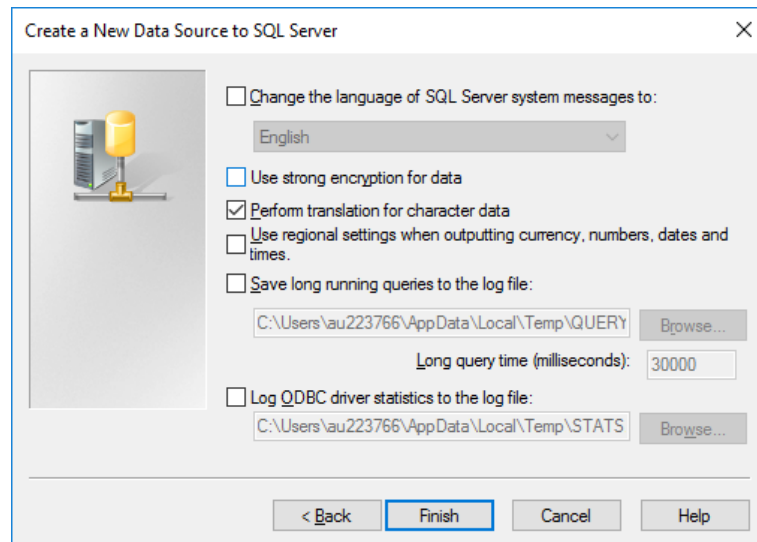 Create a New Data Source to SQL Server
Change the language of SQL Server system messages to:
English
Use strong encryption for data
Perform translation for character data
Use regional settings when outputting currency, numbers, dates and
times.
Save long running queries to the log file:
C:\Users\au223766\AppData\Local\Temp\QUERY
Browse...
Long query time (milliseconds):
30000
Log ODBC driver statistics to the log file:
C:\Users\au223766\AppData\Local\Temp\STATS
Browse...
< Back
Finish
Cancel
Help